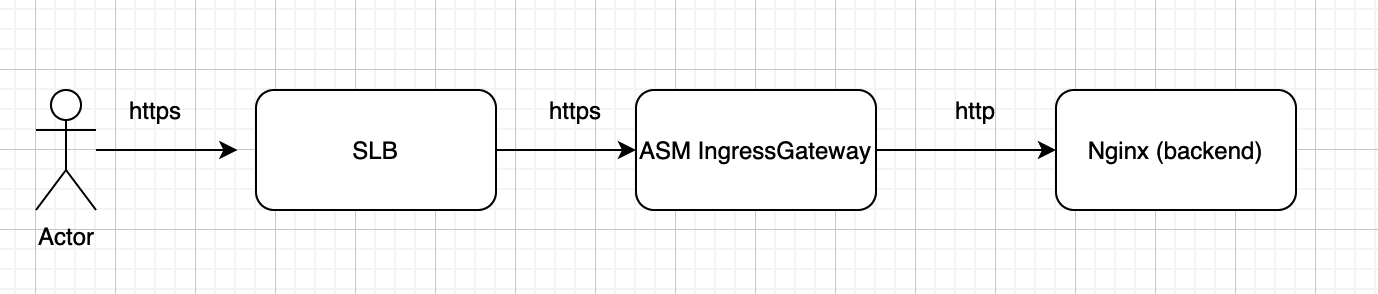 https
https
http
SLB
ASM IngressGateway
Nginx (backend)
Actor